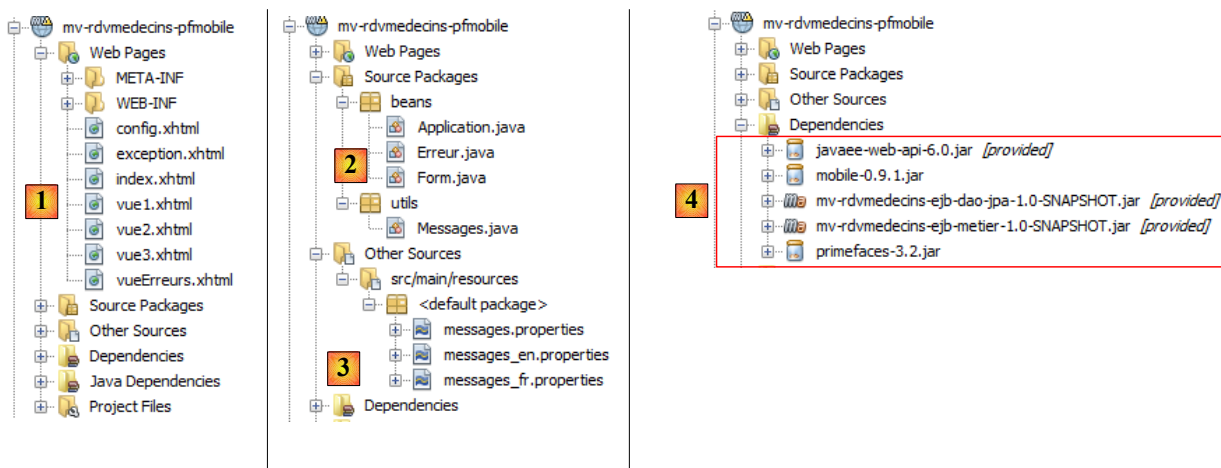 mv-rdvmedecins-pfmobile
Web Pages
META-INF
WEB-INF
config.xhtml
exception.xhtml
index.xhtml
1
vue1.xhtml
vue2.xhtml
vue3.xhtml
vueErreurs.xhtml
Source Packages
Other Sources
Dependencies
Java Dependencies
Project Files
mv-rdvmedecins-pfmobile
Web Pages
Source Packages
beans
Application.java
2
Erreur.java
Form.java
utils
Messages.java
Other Sources
src/main/resources
<default package>
messages.properties
messages_en.properties
3
messages_fr.properties
Dependencies
mv-rdvmedecins-pfmobile
Web Pages
Source Packages
Other Sources
Dependencies
javaee-web-api-6.0.jar [provided]
mobile-0.9.1.jar
4
mv-rdvmedecins-ejb-dao-jpa-1.0-SNAPSHOT.jar [provided]
mv-rdvmedecins-ejb-metier-1.0-SNAPSHOT.jar [provided]
primefaces-3.2.jar